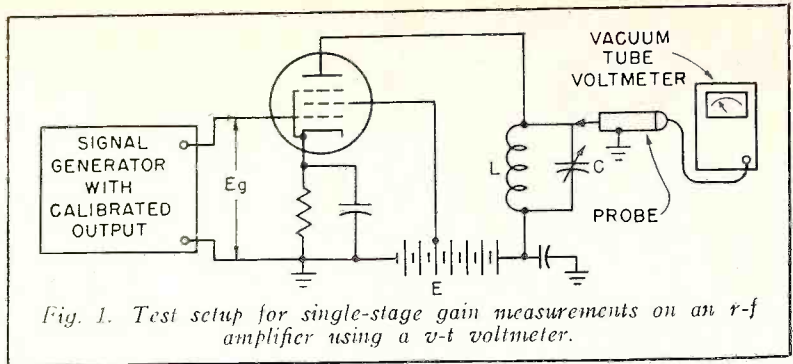 VACUUM
TUBE
VOLTMETER
SIGNAL
GENERATOR
WITH
CALIBRATED
OUTPUT
Eg
L
C
PROBE
E
Fig. 1. Test setup for single-stage gain measurements on an r-f
amplifier using a v-t voltmeter.